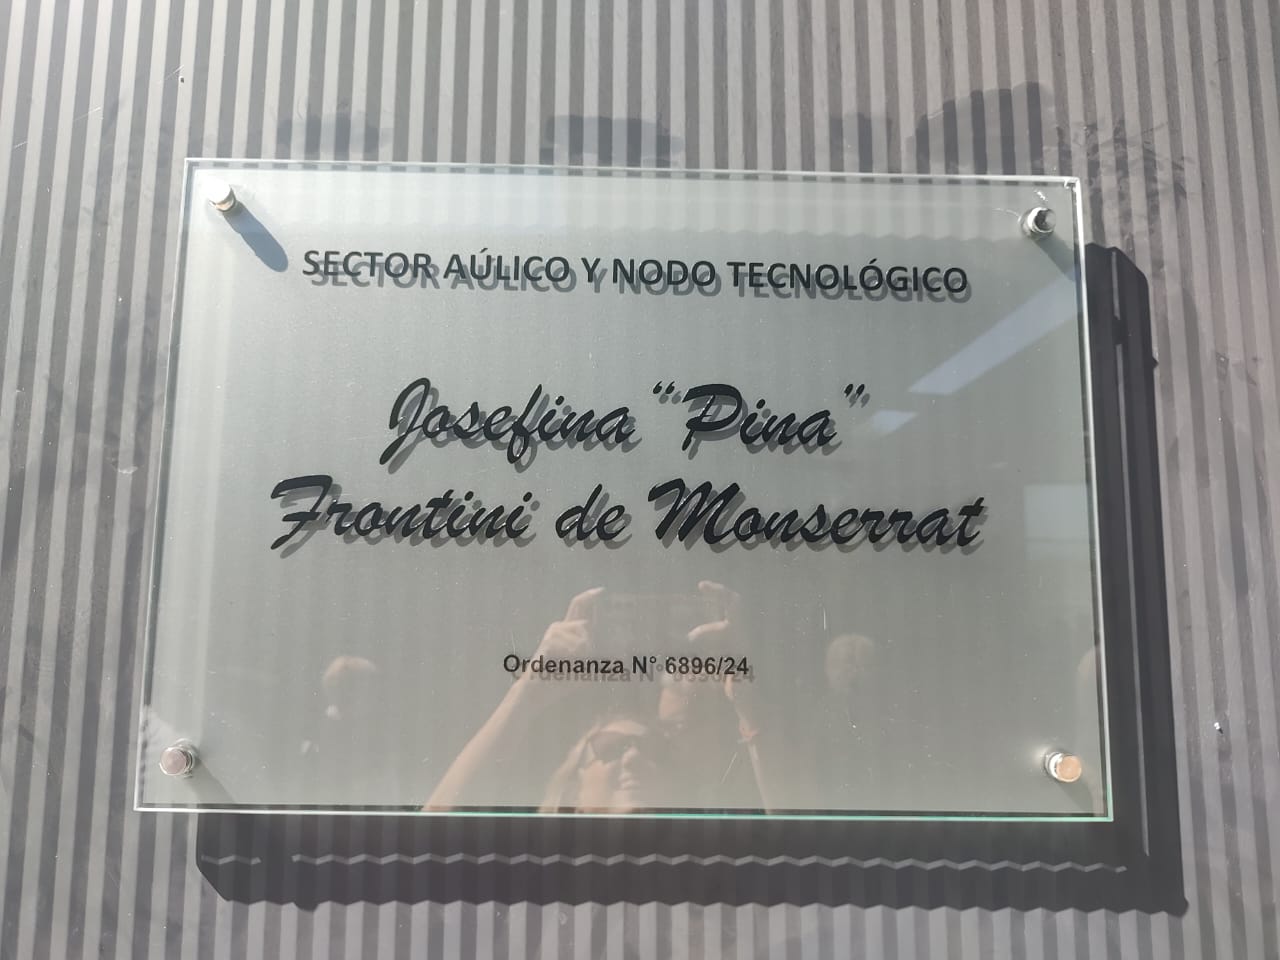 SECTOR AÚLICO Y NODO TECNOLÓGICO
Josefina “Pina”
Frontini de Monserrat
Ordenanza N° 6896/24